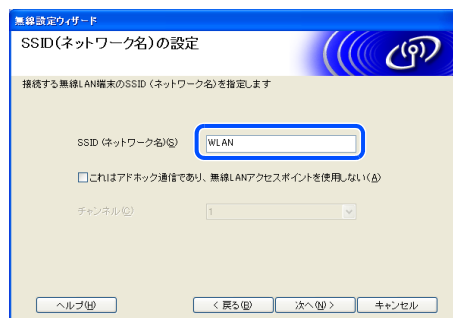 無線設定ウィザード
SSID(ネットワーク名)の設定
接続する無線LAN端末のSSID (ネットワーク名)を指定します
SSID (ネットワーク名)(S)
WLAN
これはアドホック通信であり、無線LANアクセスポイントを使用しない(A)
チャンネル(C)
1
ヘルプ(H)
< 戻る(B)
次へ(N) >
キャンセル